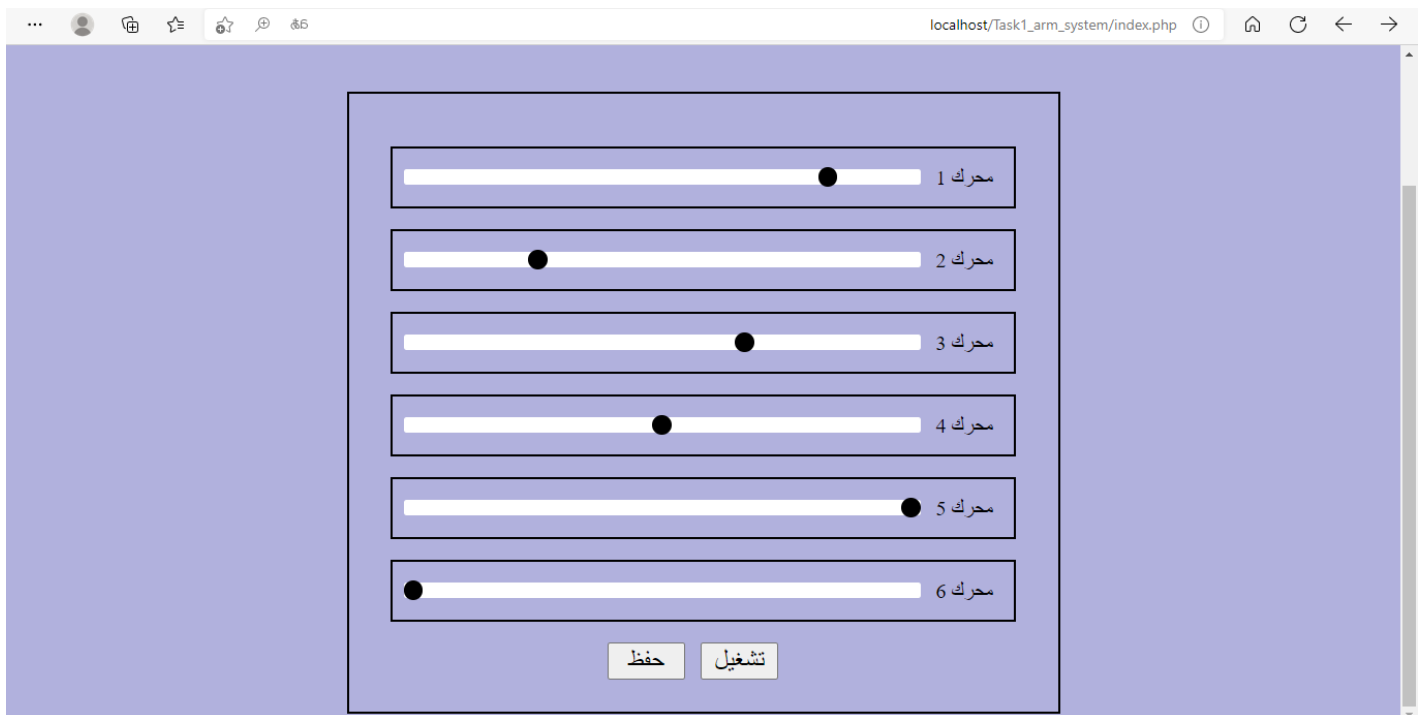 localhost/Task1_arm_system/index.php
محرك 1
محرك 2
محرك 3
محرك 4
محرك 5
محرك 6
تشغيل حفظ